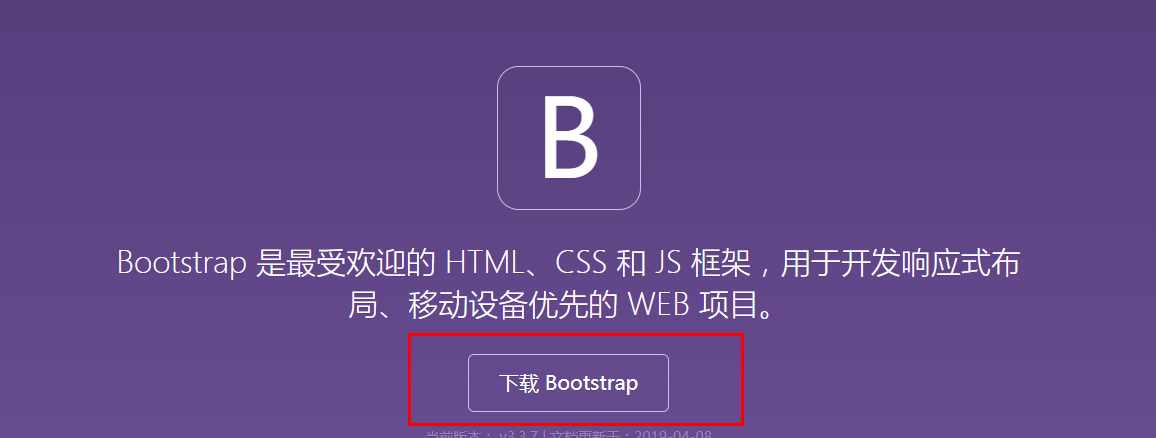 B
Bootstrap 是最受欢迎的 HTML、CSS 和 JS 框架，用于开发响应式布
局、移动设备优先的 WEB 项目。
下载 Bootstrap
当前版本： v3.3.7 | 文档更新于：2019-04-08